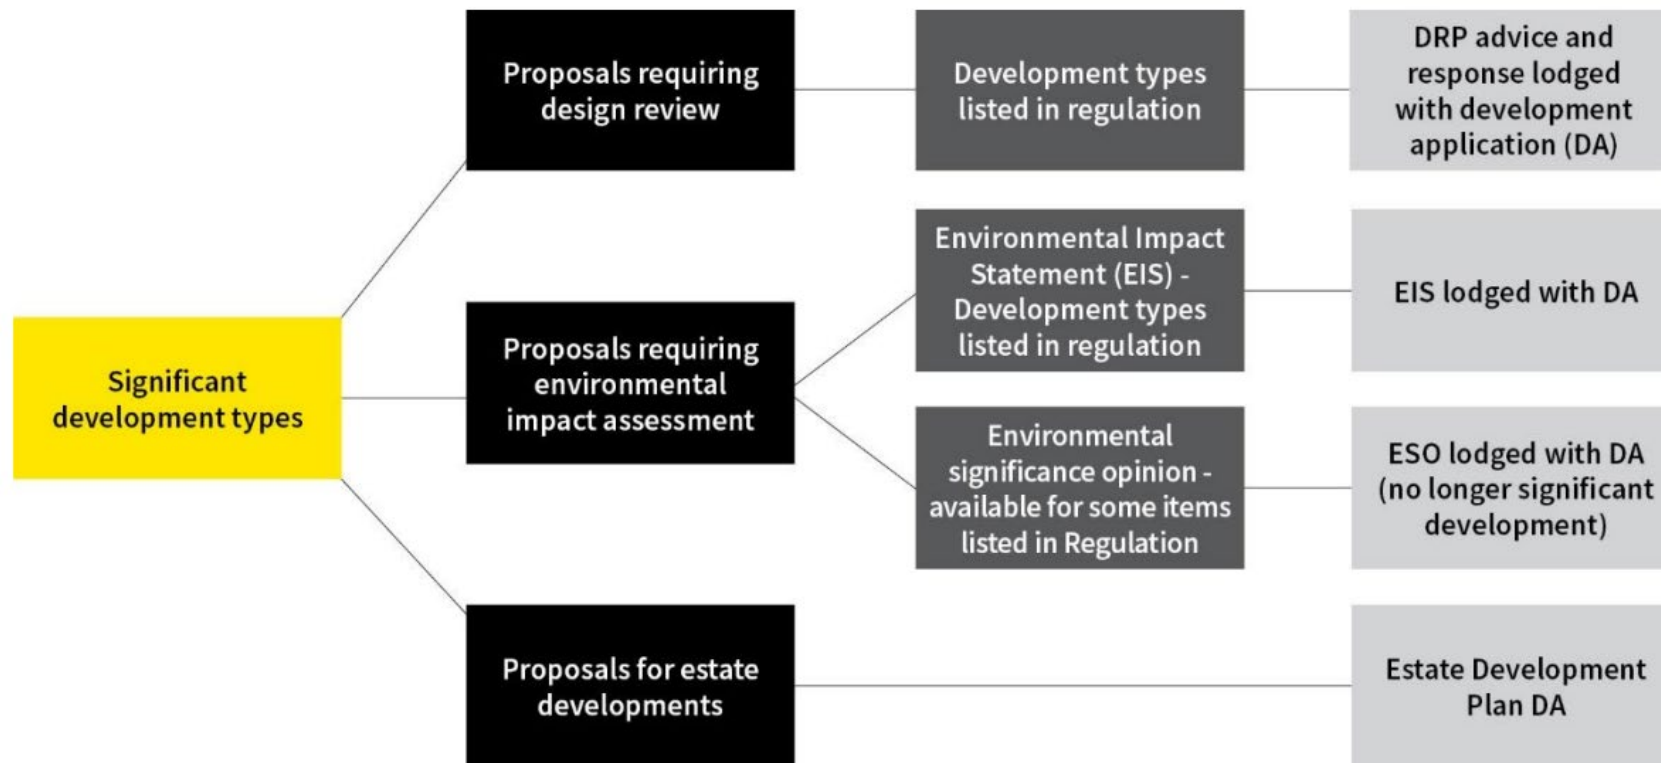 Significant
development types
Proposals requiring
design review
Development types
listed in regulation
DRP advice and
response lodged
with development
application (DA)
Proposals requiring
environmental
impact assessment
Environmental Impact
Statement (EIS) -
Development types
listed in regulation
EIS lodged with DA
Environmental
significance opinion -
available for some items
listed in Regulation
ESO lodged with DA
(no longer significant
development)
Proposals for estate
developments
Estate Development
Plan DA